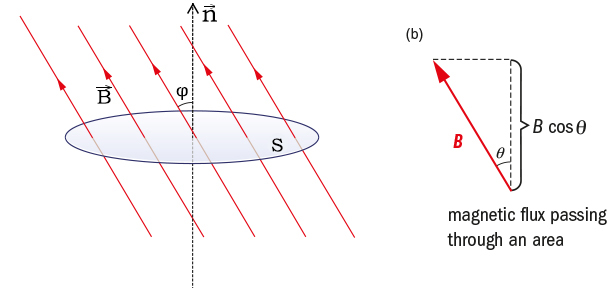 n
(b)
B
φ
B cos θ
B
θ
S
magnetic flux passing
through an area